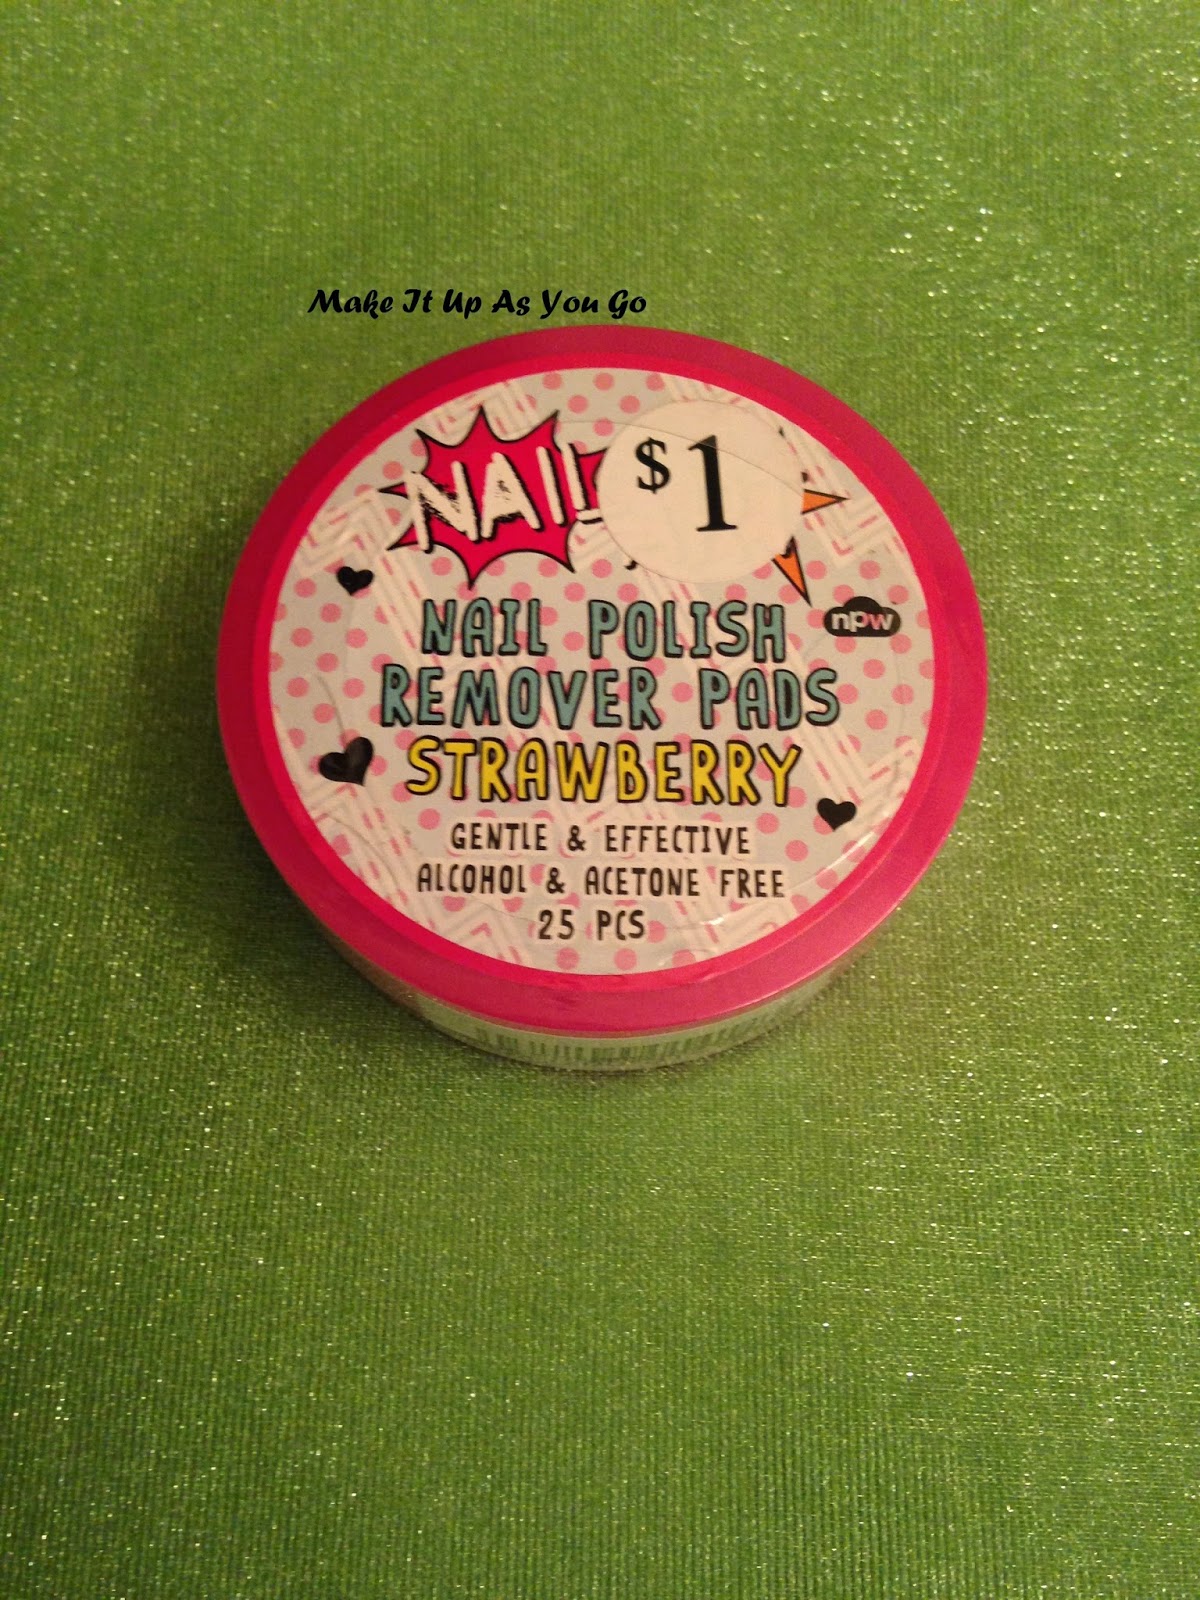 Make It Up As You Go
NAIL
$1
npw
NAIL POLISH
REMOVER PADS
STRAWBERRY
GENTLE & EFFECTIVE
ALCOHOL & ACETONE FREE
25 PCS